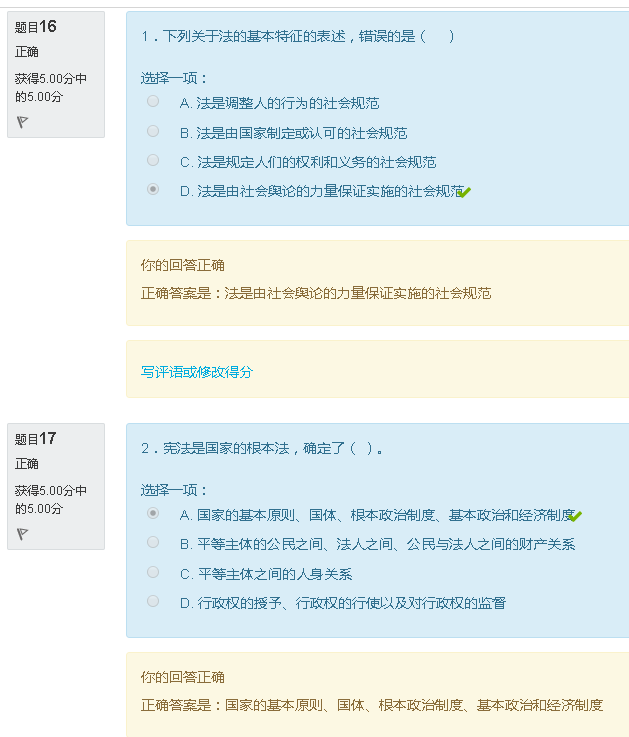 题目16
正确
获得5.00分中
的5.00分
1．下列关于法的基本特征的表述，错误的是（ ）
选择一项：
A. 法是调整人的行为的社会规范
B. 法是由国家制定或认可的社会规范
C. 法是规定人们的权利和义务的社会规范
D. 法是由社会舆论的力量保证实施的社会规范
你的回答正确
正确答案是：法是由社会舆论的力量保证实施的社会规范
写评语或修改得分
题目17
正确
获得5.00分中
的5.00分
2．宪法是国家的根本法，确定了（ ）。
选择一项：
A. 国家的基本原则、国体、根本政治制度、基本政治和经济制度
B. 平等主体的公民之间、法人之间、公民与法人之间的财产关系
C. 平等主体之间的人身关系
D. 行政权的授予、行政权的行使以及对行政权的监督
你的回答正确
正确答案是：国家的基本原则、国体、根本政治制度、基本政治和经济制度